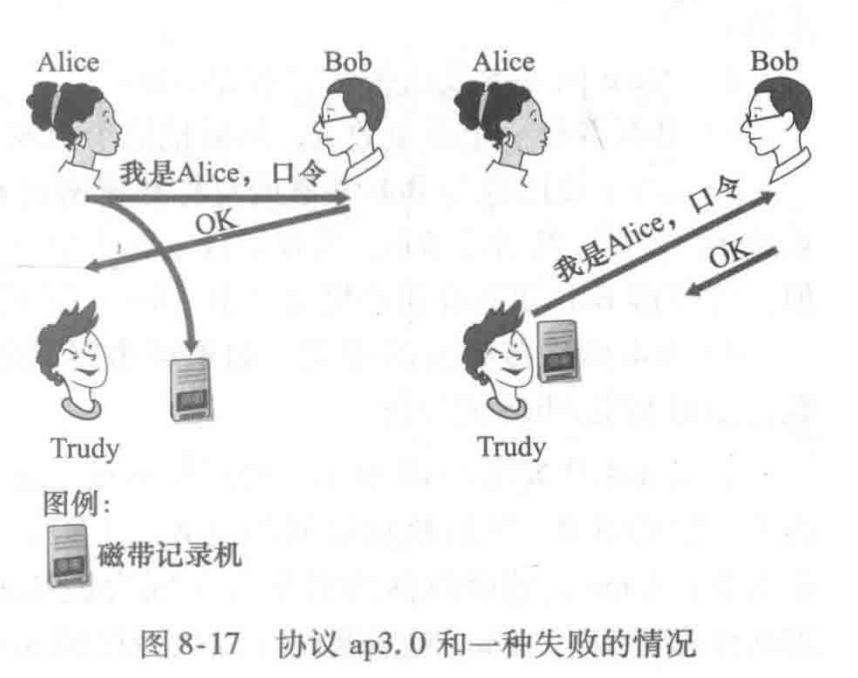 Alice
Bob
我是Alice，口令
OK
Trudy
Alice
Bob
我是Alice，口令
OK
Trudy
图例：
磁带记录机
图 8-17 协议 ap3.0 和一种失败的情况